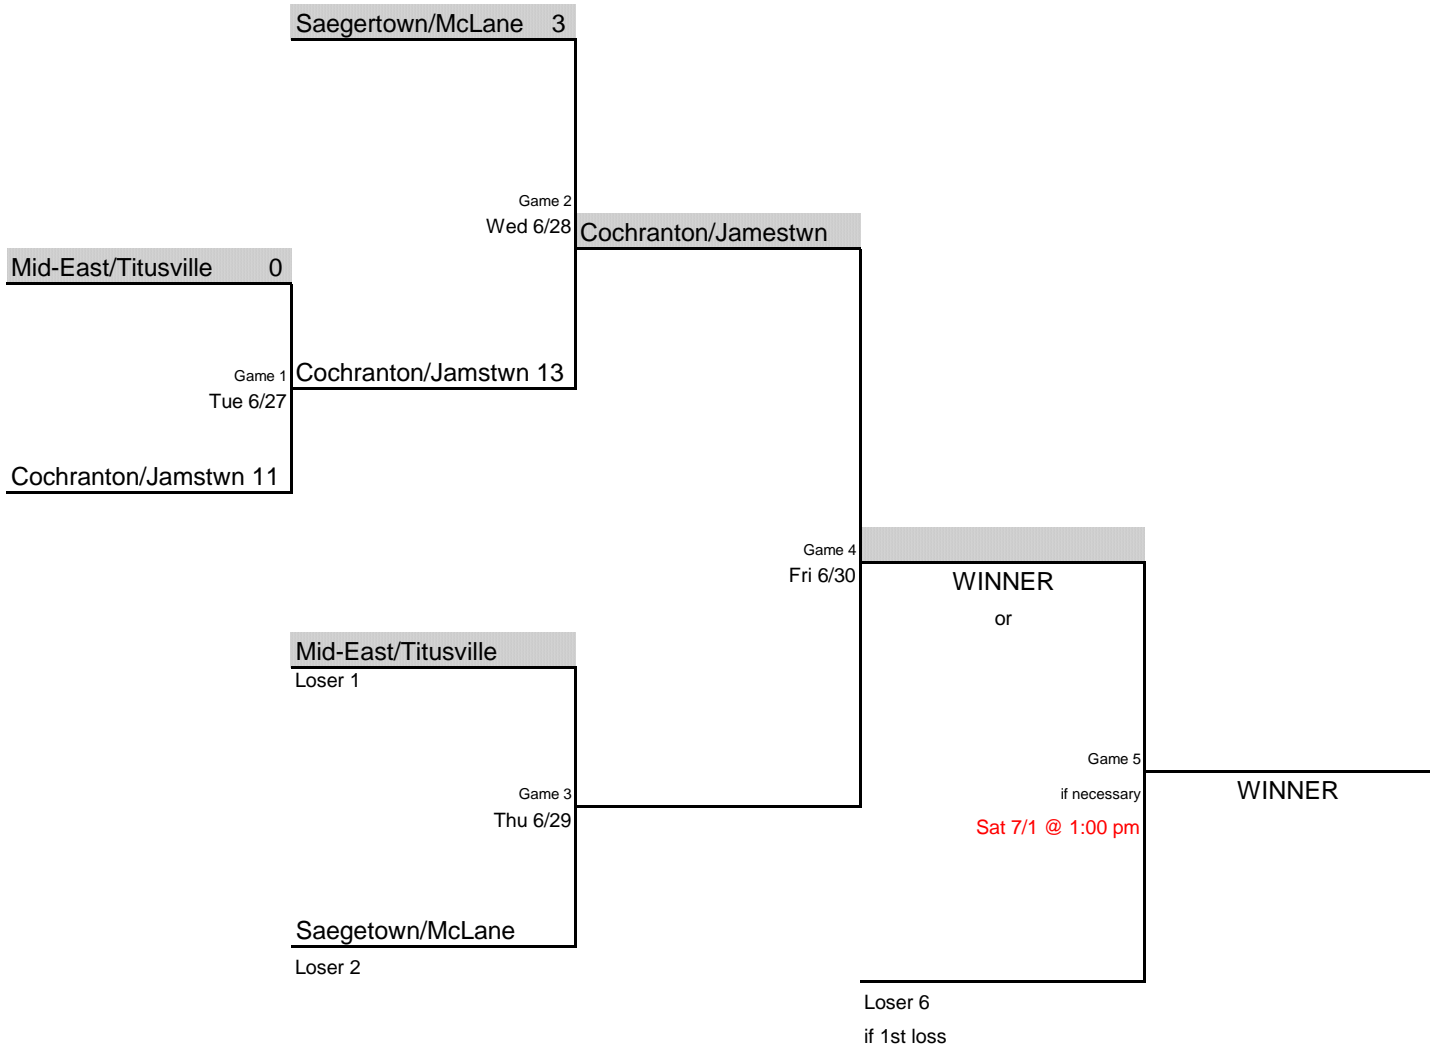 Saegertown/McLane 3
Game 2
Wed 6/28
Cochranton/Jamestwn
Mid-East/Titusville 0
Game 1
Cochranton/Jamstwn 13
Tue 6/27
Cochranton/Jamstwn 11
Game 4
Fri 6/30
WINNER
or
Mid-East/Titusville
Loser 1
Game 5
if necessary
WINNER
Game 3
Thu 6/29
Sat 7/1 @ 1:00 pm
Saegetown/McLane
Loser 2
Loser 6
if 1st loss